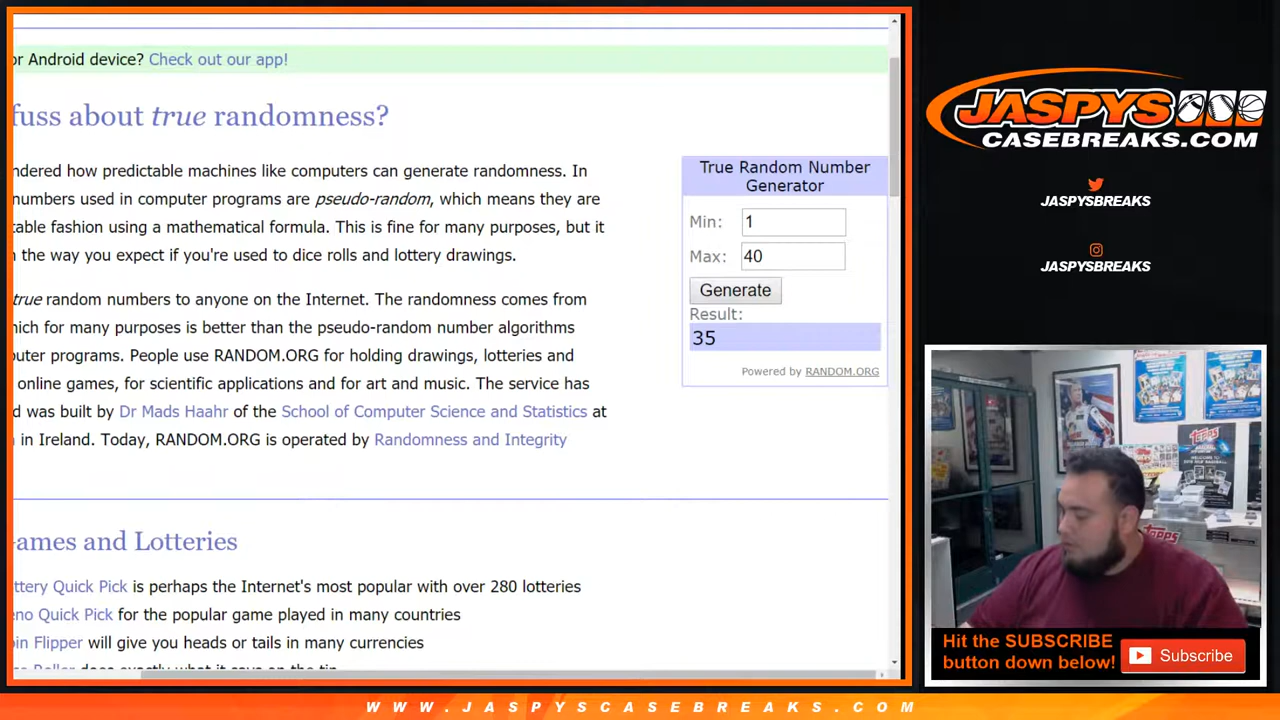 or Android device? Check out our app!
fuss about true randomness?
ndered how predictable machines like computers can generate randomness. In
numbers used in computer programs are pseudo-random, which means they are
table fashion using a mathematical formula. This is fine for many purposes, but it
the way you expect if you're used to dice rolls and lottery drawings.
true random numbers to anyone on the Internet. The randomness comes from
hich for many purposes is better than the pseudo-random number algorithms
puter programs. People use RANDOM.ORG for holding drawings, lotteries and
online games, for scientific applications and for art and music. The service has
d was built by Dr Mads Haahr of the School of Computer Science and Statistics at
in Ireland. Today, RANDOM.ORG is operated by Randomness and Integrity
Games and Lotteries
ttery Quick Pick is perhaps the Internet's most popular with over 280 lotteries
eno Quick Pick for the popular game played in many countries
oin Flipper will give you heads or tails in many currencies
True Random Number
Generator
Min: 1
Max: 40
Generate
Result:
35
Powered by RANDOM.ORG
JASPYS
CASEBREAKS.COM
JASPYSBREAKS
JASPYSBREAKS
topps
topps
Hit the SUBSCRIBE
button down below!
Subscribe
WWW.JASPYSCASEBREAKS.COM